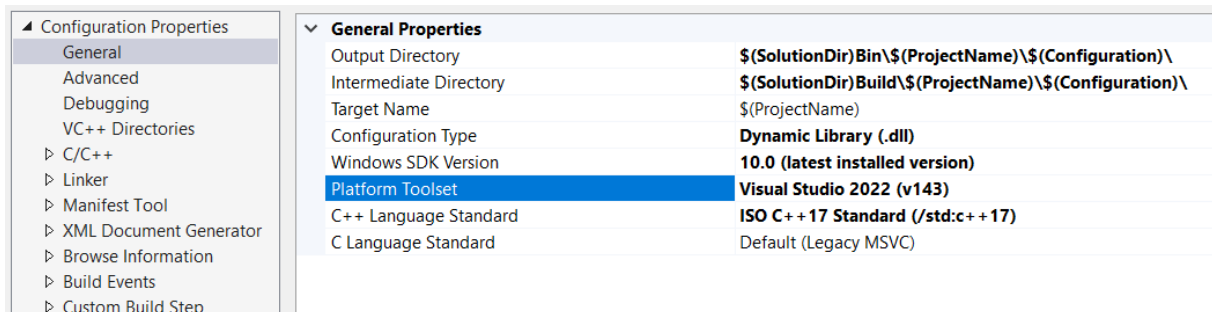 Configuration Properties
General
Advanced
Debugging
VC++ Directories
C/C++
Linker
Manifest Tool
XML Document Generator
Browse Information
Build Events
Custom Build Step
General Properties
Output Directory $(SolutionDir)Bin\$(ProjectName)\$(Configuration)\
Intermediate Directory $(SolutionDir)Build\$(ProjectName)\$(Configuration)\
Target Name $(ProjectName)
Configuration Type Dynamic Library (.dll)
Windows SDK Version 10.0 (latest installed version)
Platform Toolset Visual Studio 2022 (v143)
C++ Language Standard ISO C++17 Standard (/std:c++17)
C Language Standard Default (Legacy MSVC)